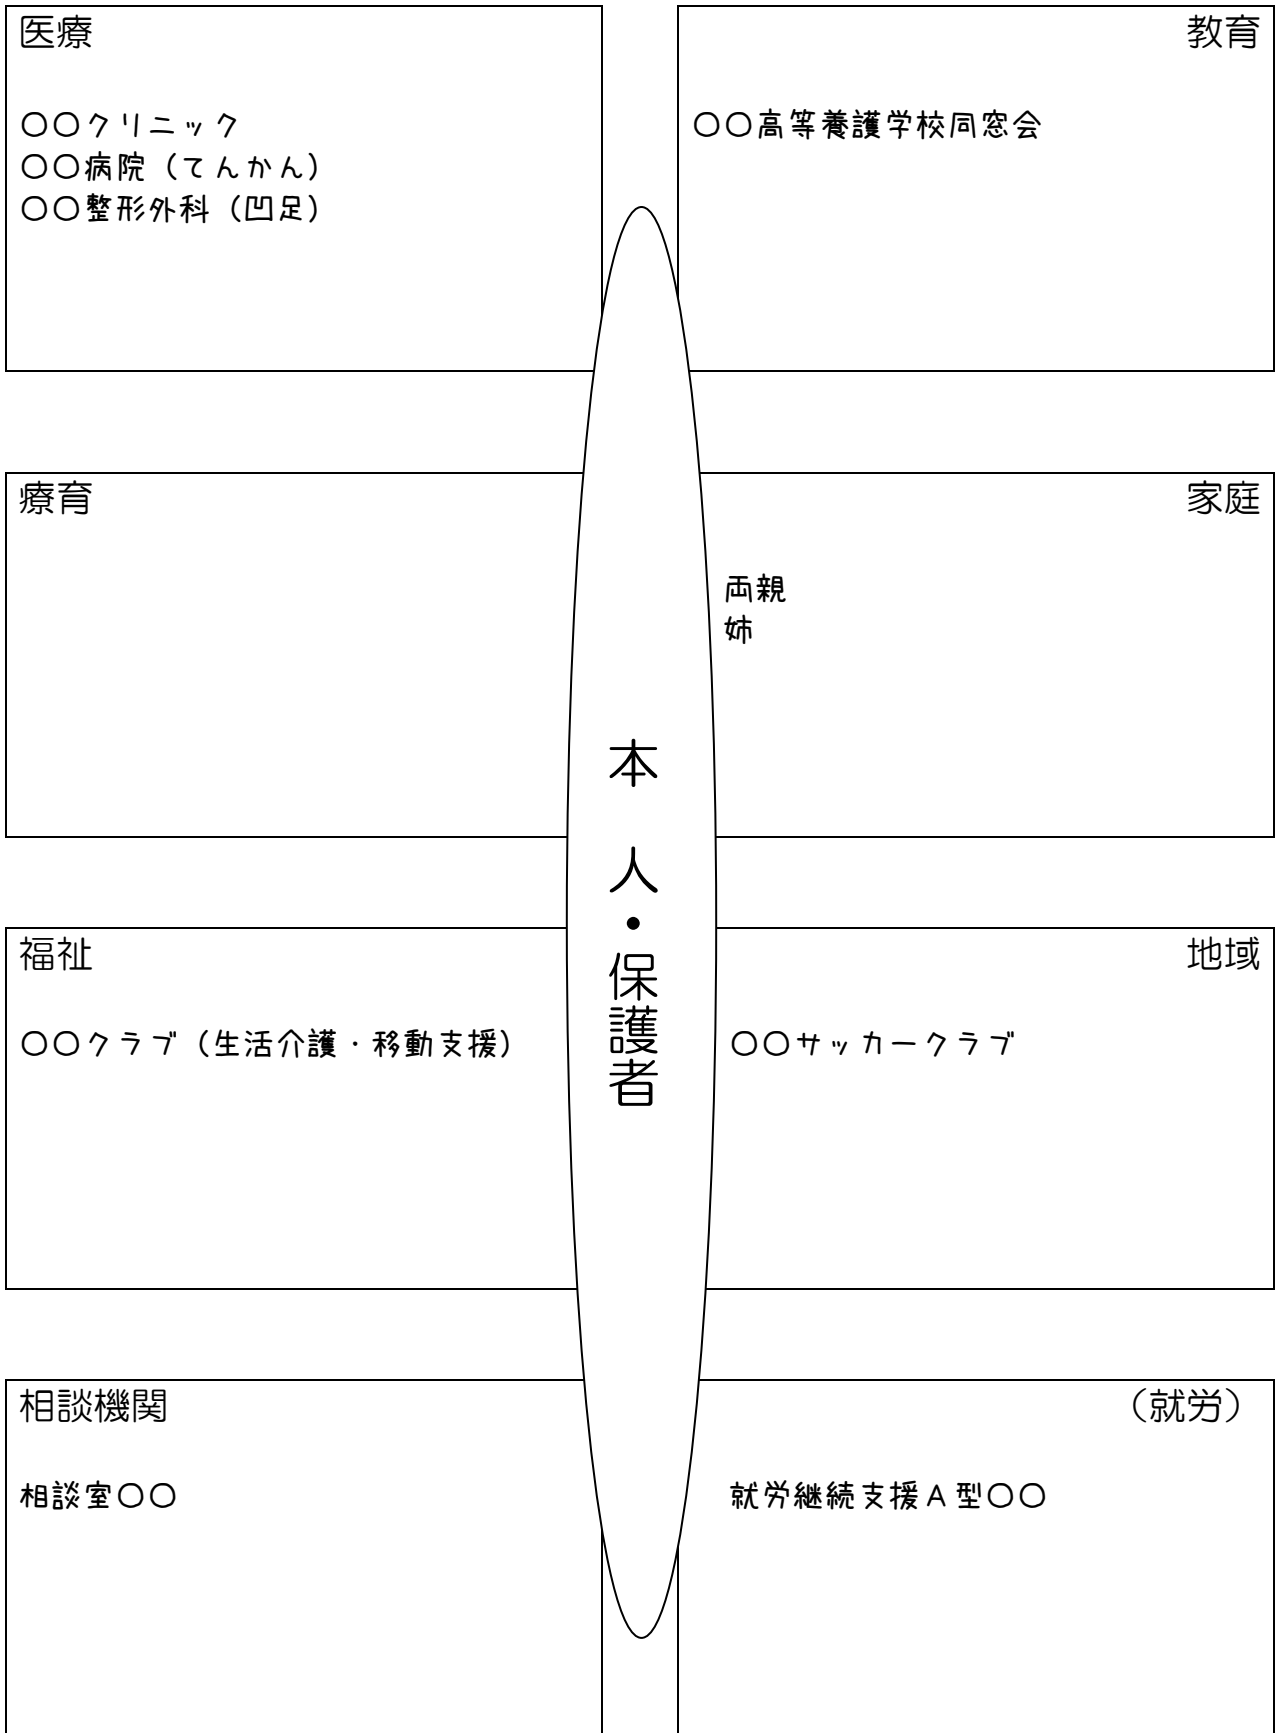 医療
〇〇クリニック
〇〇病院（てんかん）
〇〇整形外科（凹足）
教育
〇〇高等養護学校同窓会
療育
家庭
両親
姉
本　人・保護者
福祉
〇〇クラブ（生活介護・移動支援）
地域
〇〇サッカークラブ
相談機関
相談室〇〇
（就労）
就労継続支援Ａ型〇〇